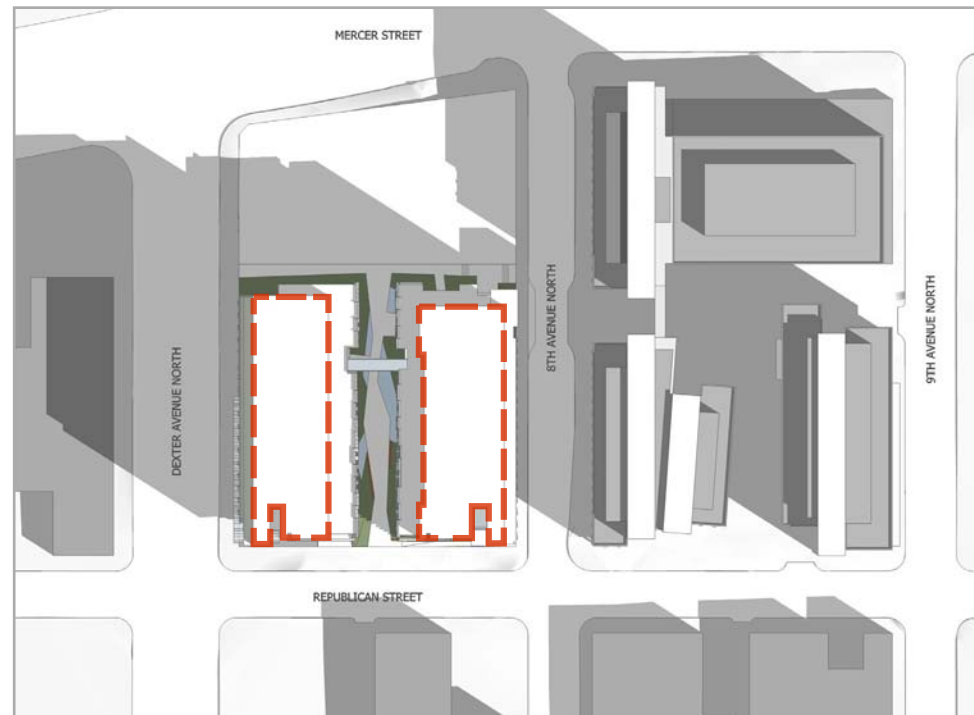 MERCER STREET
DEXTER AVENUE NORTH
8TH AVENUE NORTH
9TH AVENUE NORTH
REPUBLICAN STREET